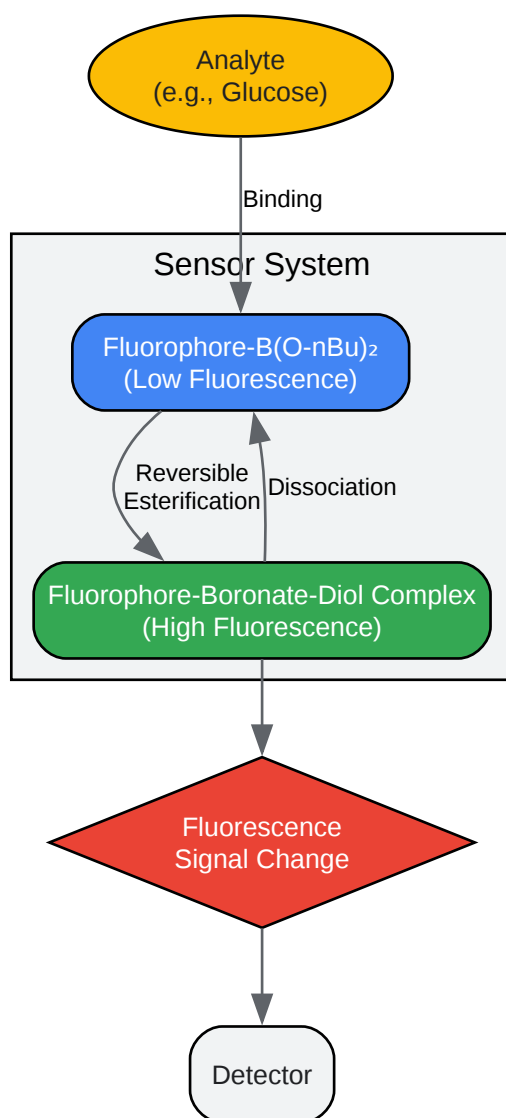 Analyte
(e.g., Glucose)
Binding
Sensor System
Fluorophore-B(O-nBu)₂
(Low Fluorescence)
Reversible
Esterification
Dissociation
Fluorophore-Boronate-Diol Complex
(High Fluorescence)
Fluorescence
Signal Change
Detector